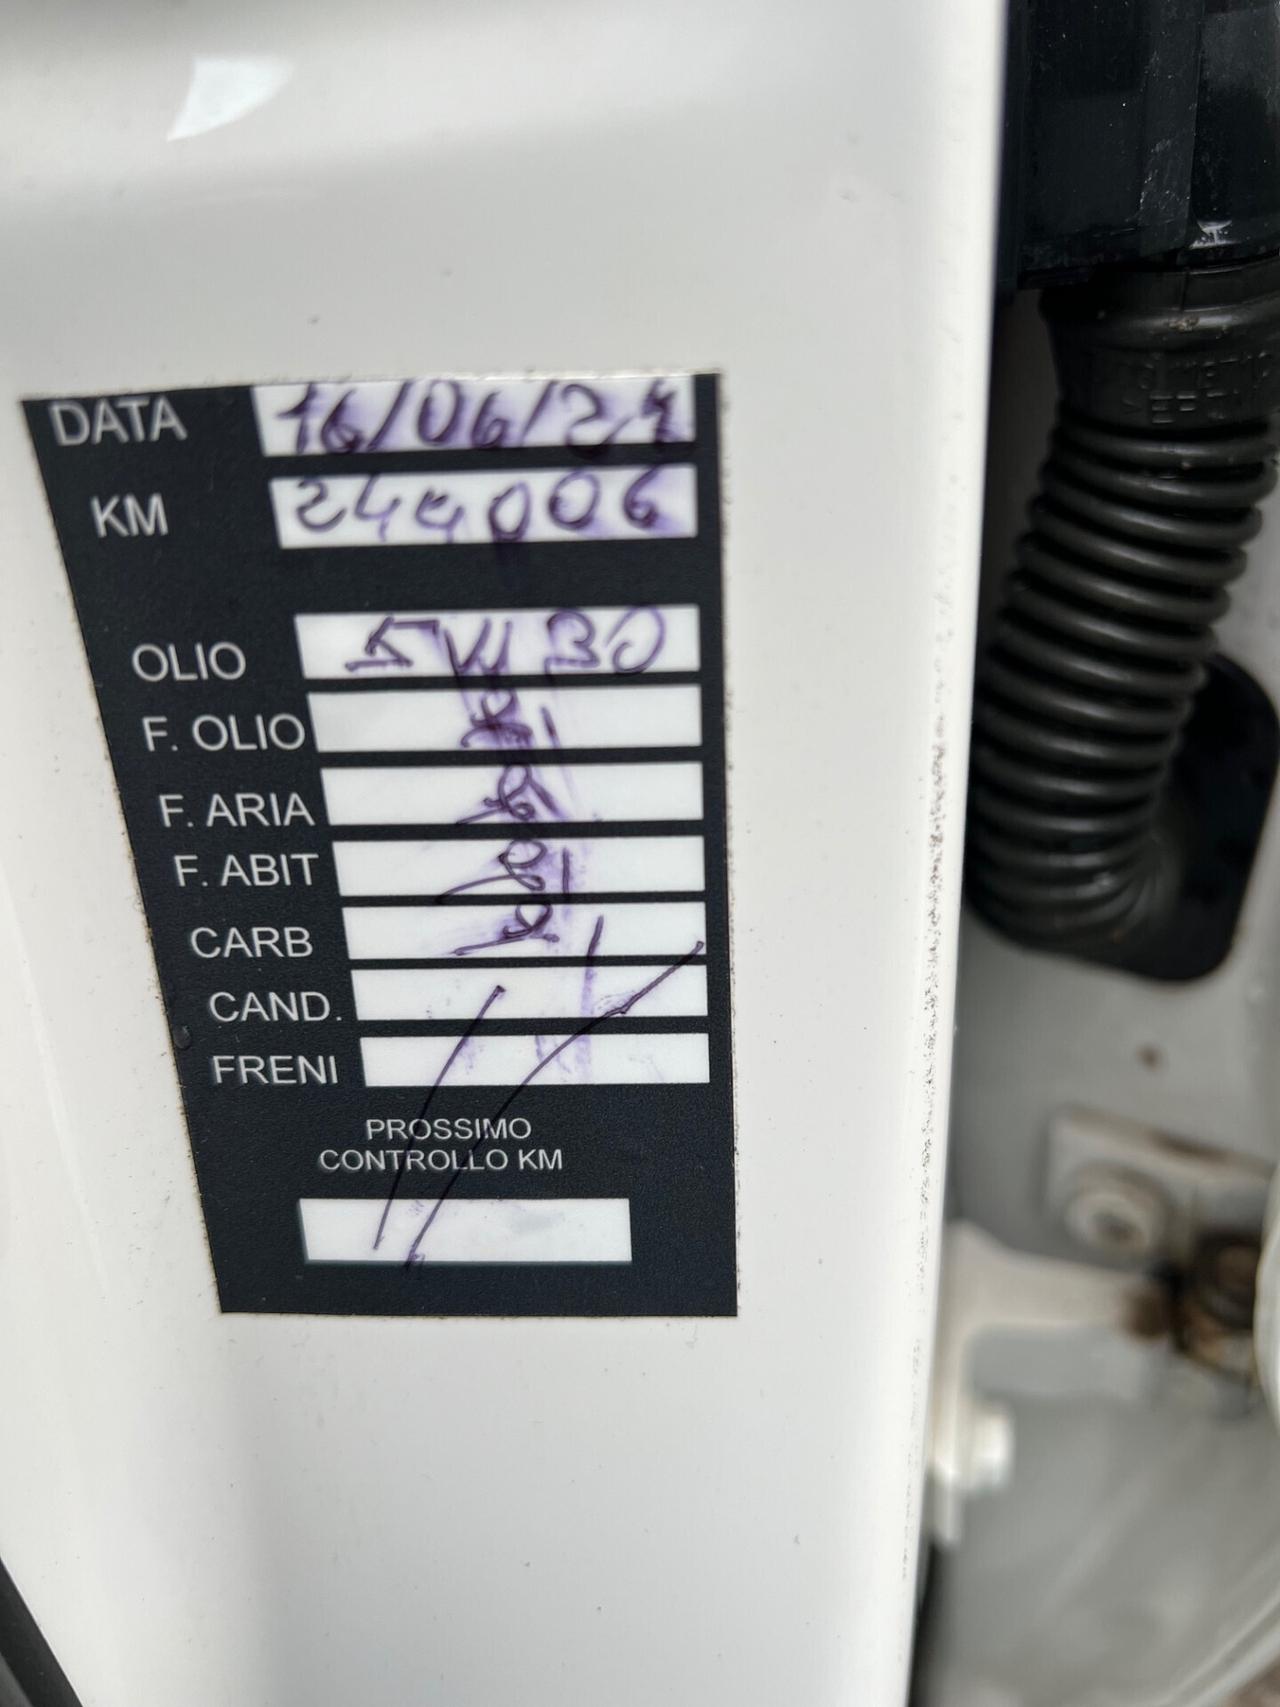 DATA 16/06/24
KM 244006
OLIO 5W30
F. OLIO
F. ARIA
F. ABIT
CARB
CAND.
FRENI
PROSSIMO
CONTROLLO KM